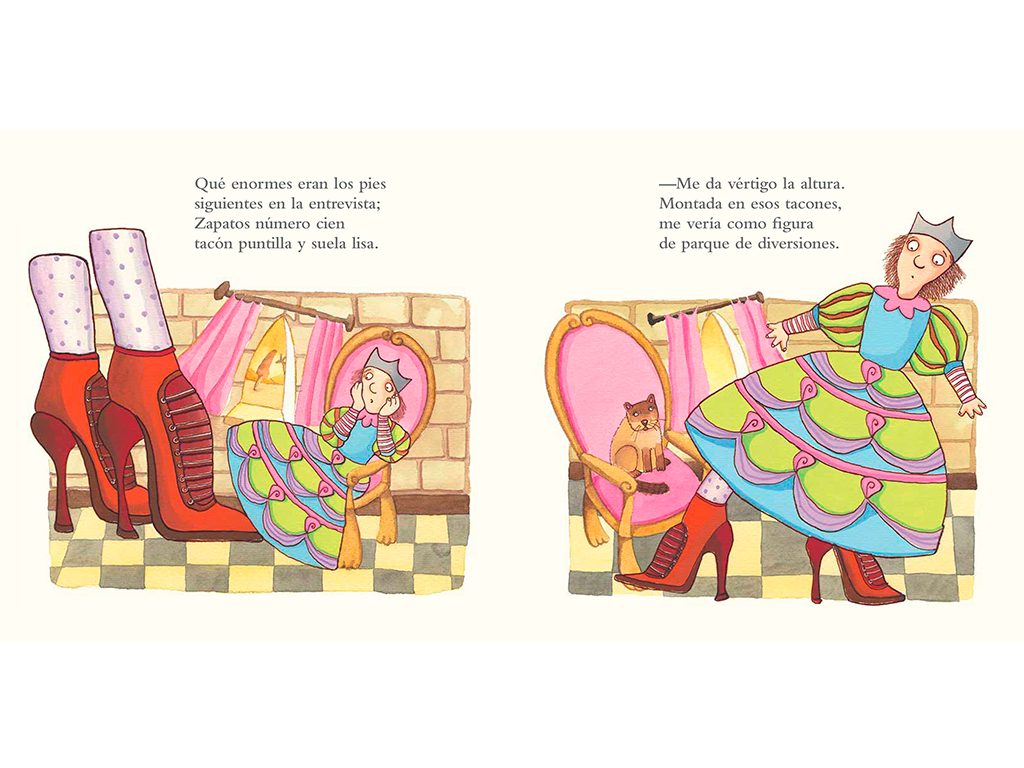 Qué enormes eran los pies
siguientes en la entrevista;
Zapatos número cien
tacón puntilla y suela lisa.
—Me da vértigo la altura.
Montada en esos tacones,
me vería como figura
de parque de diversiones.